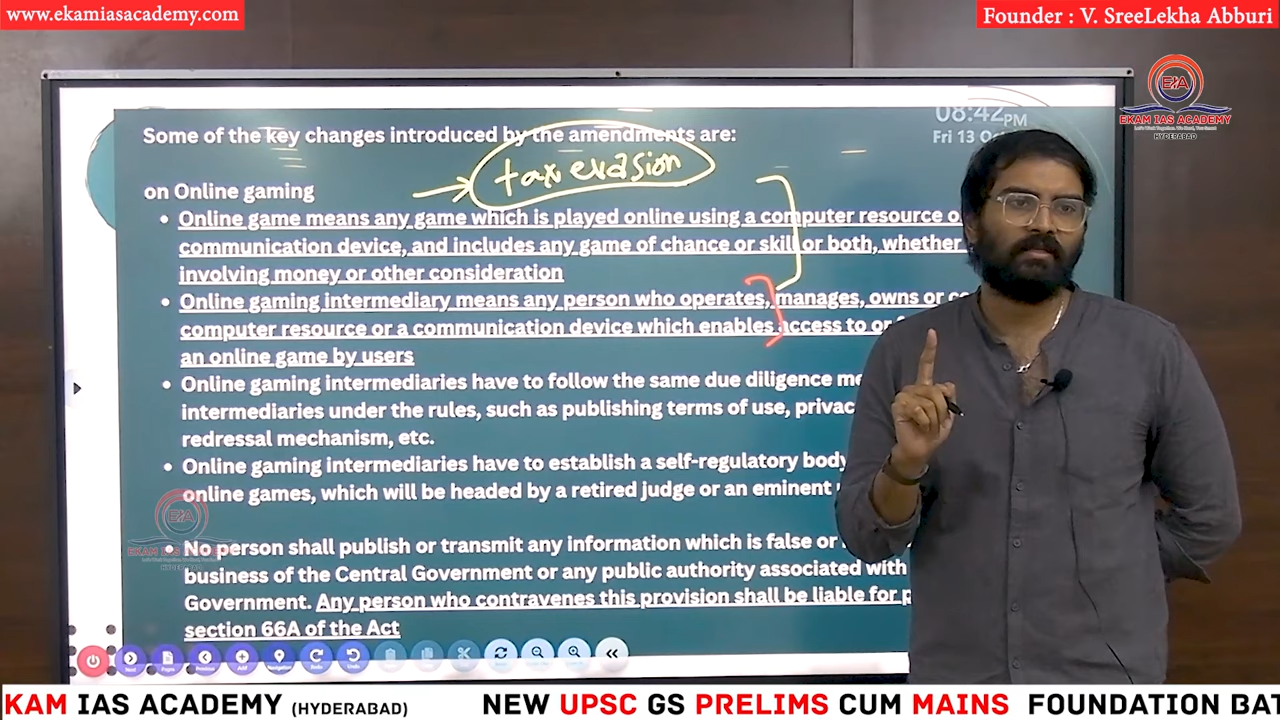 www.ekamiasacademy.com
Founder : V. SreeLekha Abburi
EKAM IAS ACADEMY
HYDERABAD
08:42PM
Fri 13
Some of the key changes introduced by the amendments are:
→ tax evasion
on Online gaming
• Online game means any game which is played online using a computer resource
communication device, and includes any game of chance or skill or both, whether
involving money or other consideration
• Online gaming intermediary means any person who operates, manages, owns or
computer resource or a communication device which enables access to or
an online game by users
• Online gaming intermediaries have to follow the same due diligence
intermediaries under the rules, such as publishing terms of use,
redressal mechanism, etc.
• Online gaming intermediaries have to establish a self-regulatory body
online games, which will be headed by a retired judge or an eminent
EKAM IAS ACADEMY
HYDERABAD
• No person shall publish or transmit any information which is false or
business of the Central Government or any public authority associated with
Government. Any person who contravenes this provision shall be liable for
section 66A of the Act
KAM IAS ACADEMY (HYDERABAD) NEW UPSC GS PRELIMS CUM MAINS FOUNDATION BAT